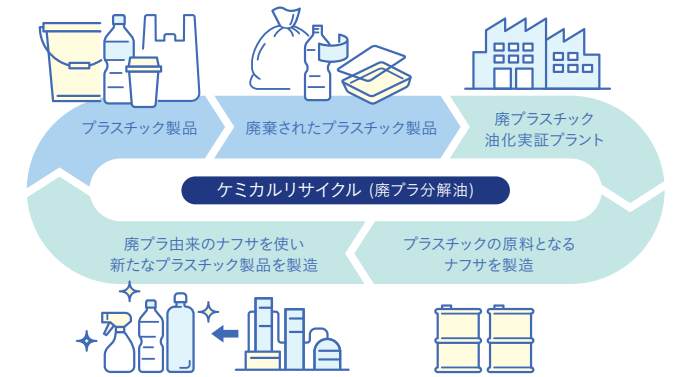 プラスチック製品
廃棄されたプラスチック製品
廃プラスチック
油化実証プラント
ケミカルリサイクル (廃プラ分解油)
廃プラ由来のナフサを使い
新たなプラスチック製品を製造
プラスチックの原料となる
ナフサを製造